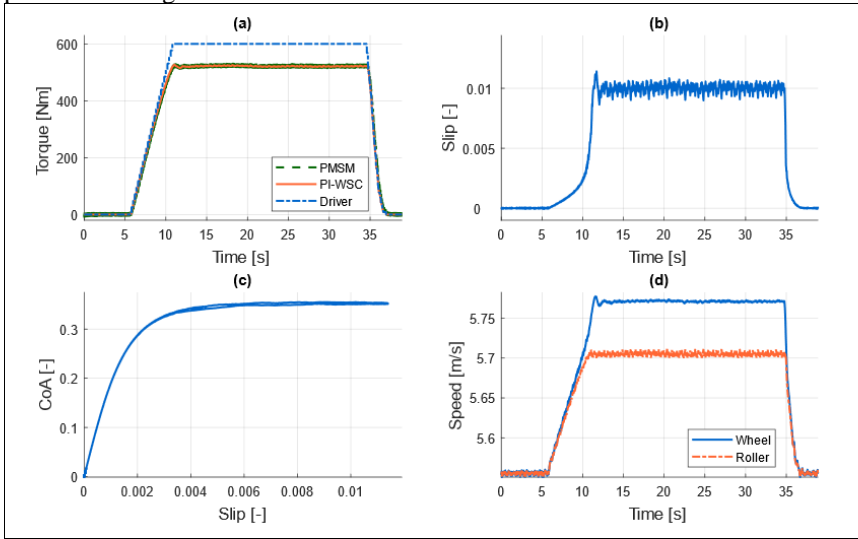 (a)
600
400
200
0
Torque [Nm]
PMSM
PI-WSC
Driver
0 5 10 15 20 25 30 35
Time [s]
(b)
0.01
0.005
0
Slip [-]
0 5 10 15 20 25 30 35
Time [s]
(c)
0.3
0.2
0.1
0
CoA [-]
0 0.002 0.004 0.006 0.008 0.01
Slip [-]
(d)
5.75
5.7
5.65
5.6
Speed [m/s]
Wheel
Roller
0 5 10 15 20 25 30 35
Time [s]